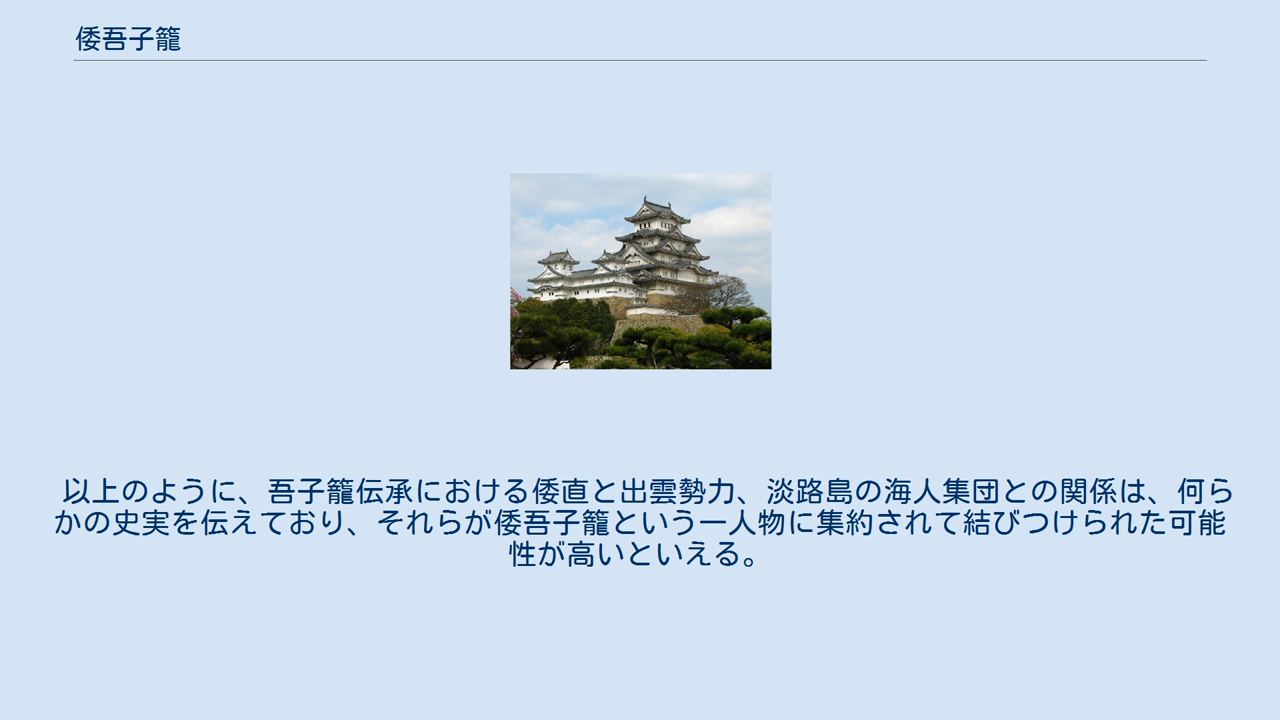 倭吾子籠
以上のように、吾子籠伝承における倭直と出雲勢力、淡路島の海人集団との関係は、何ら
かの史実を伝えており、それらが倭吾子籠という一人物に集約されて結びつけられた可能
性が高いといえる。